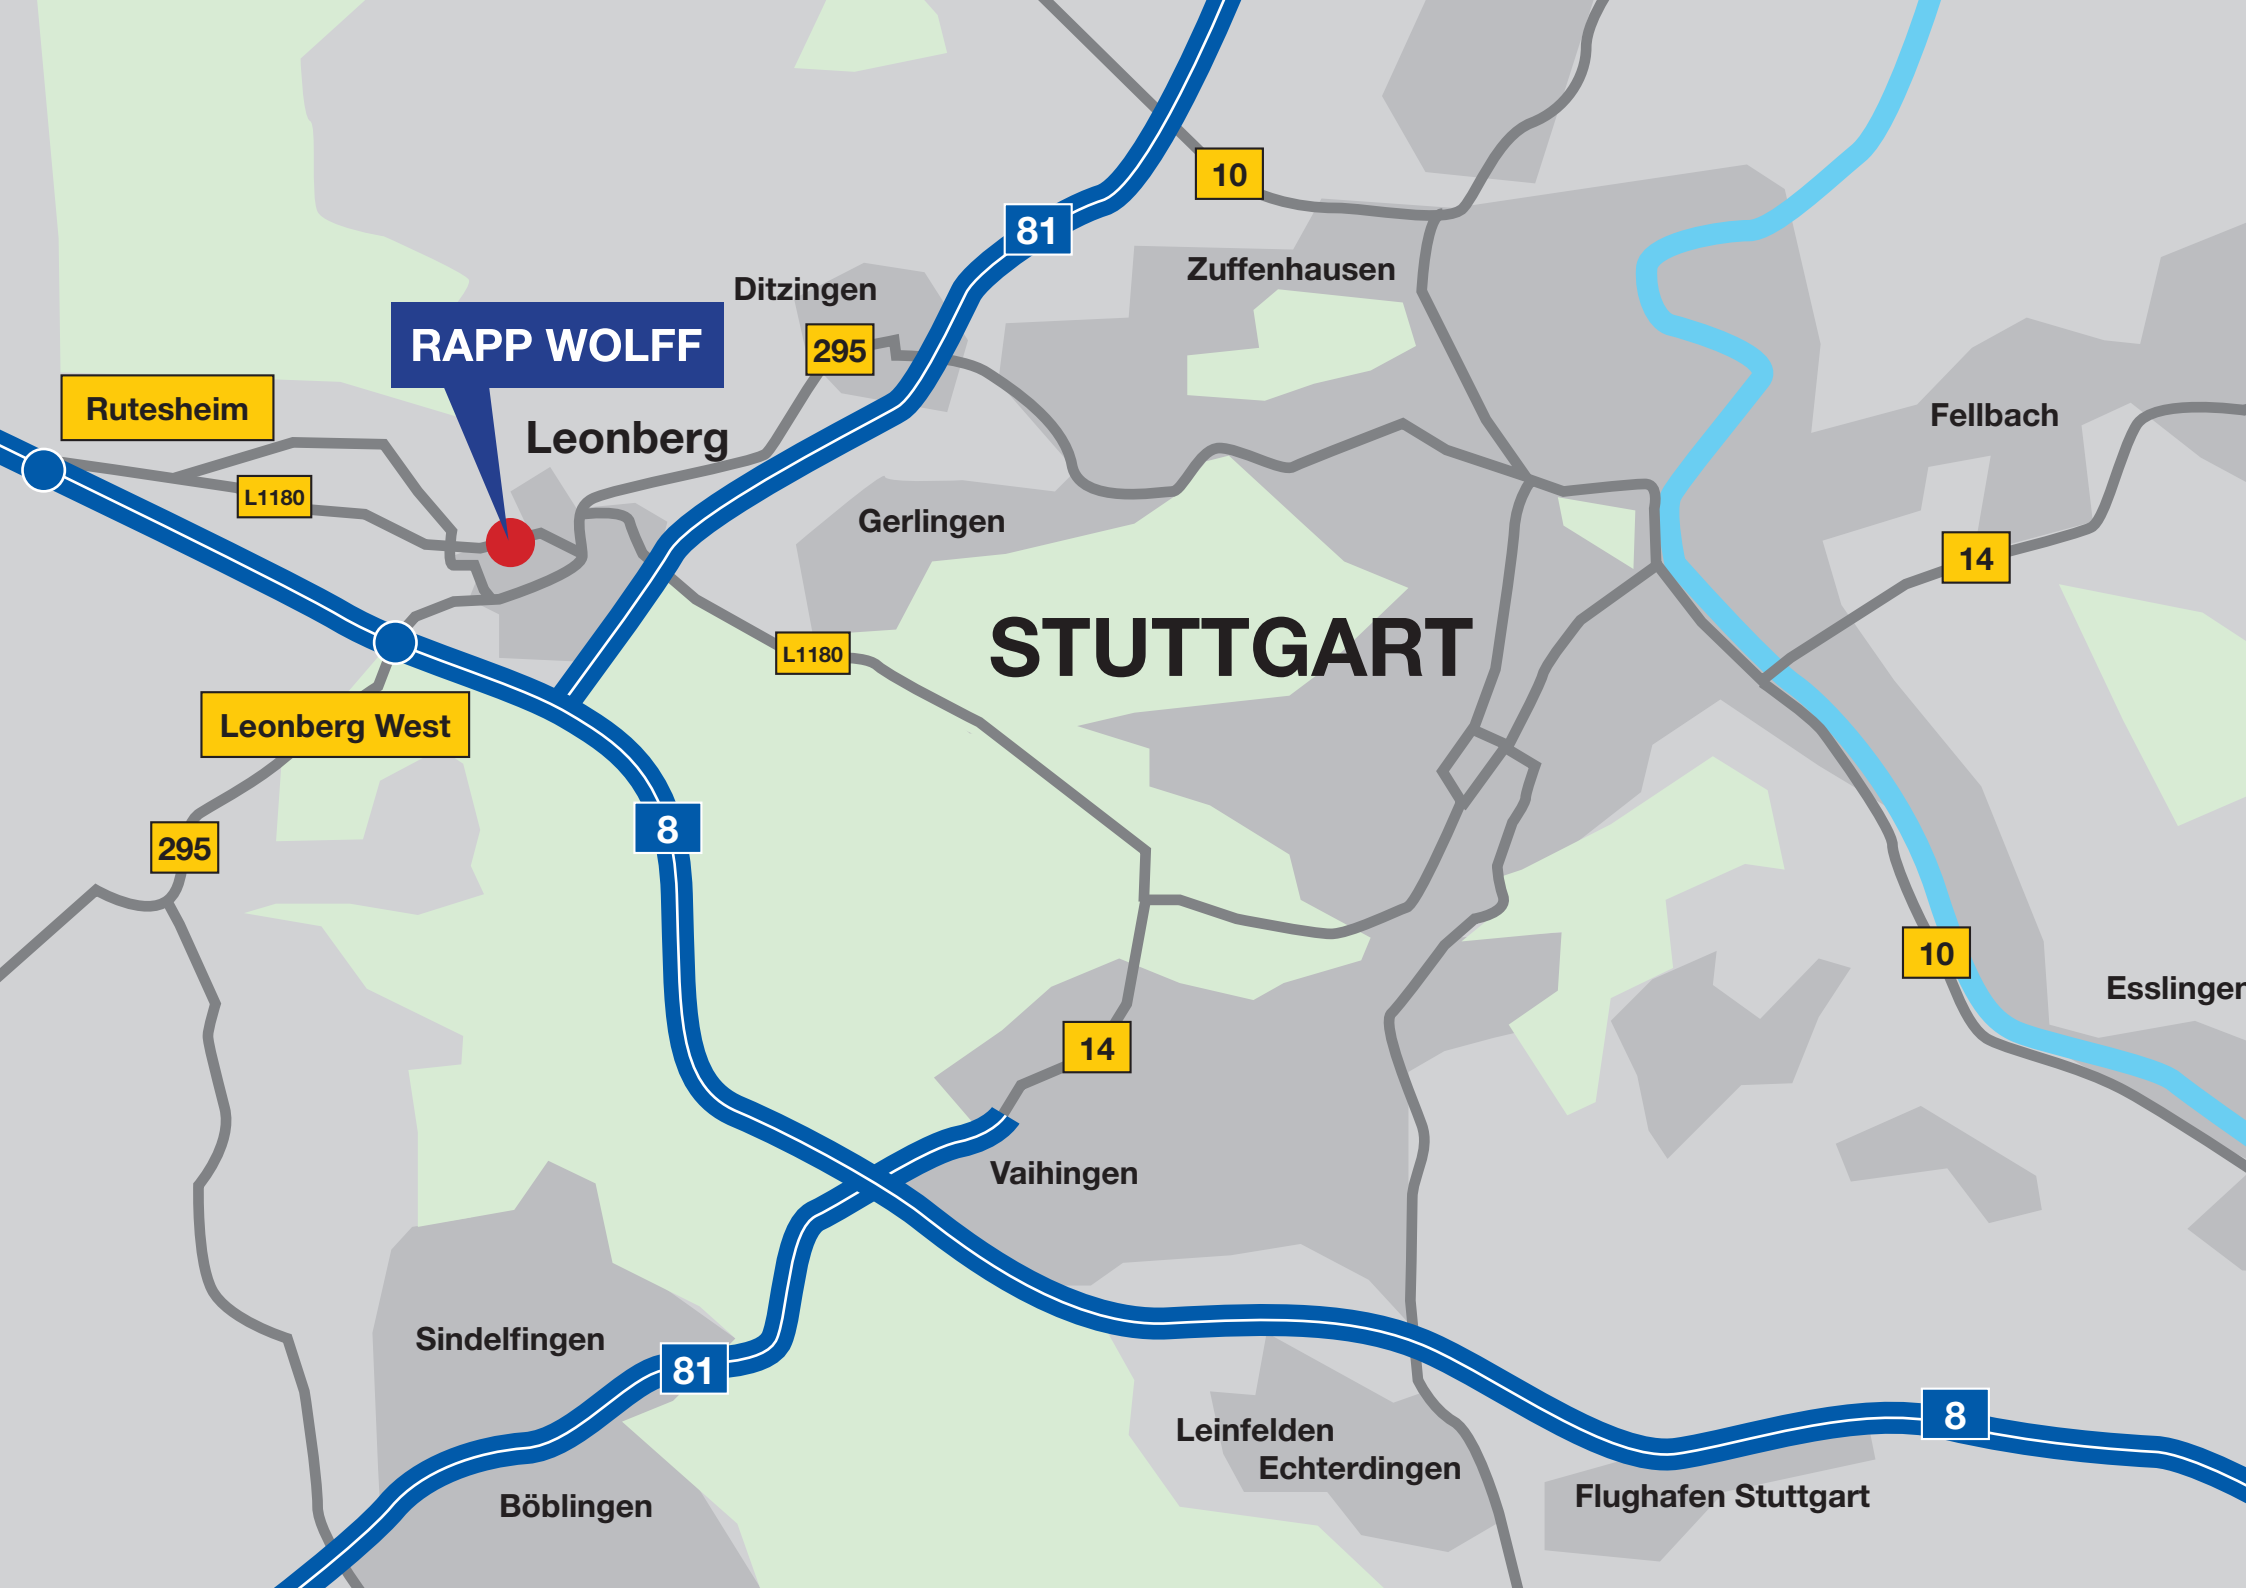 10
81
Zuffenhausen
Ditzingen
RAPP WOLFF
295
Rutesheim
Leonberg
Fellbach
L1180
Gerlingen
14
STUTTGART
L1180
Leonberg West
8
295
10
Esslingen
14
Vaihingen
Sindelfingen
81
8
Leinfelden
Echterdingen
Flughafen Stuttgart
Böblingen